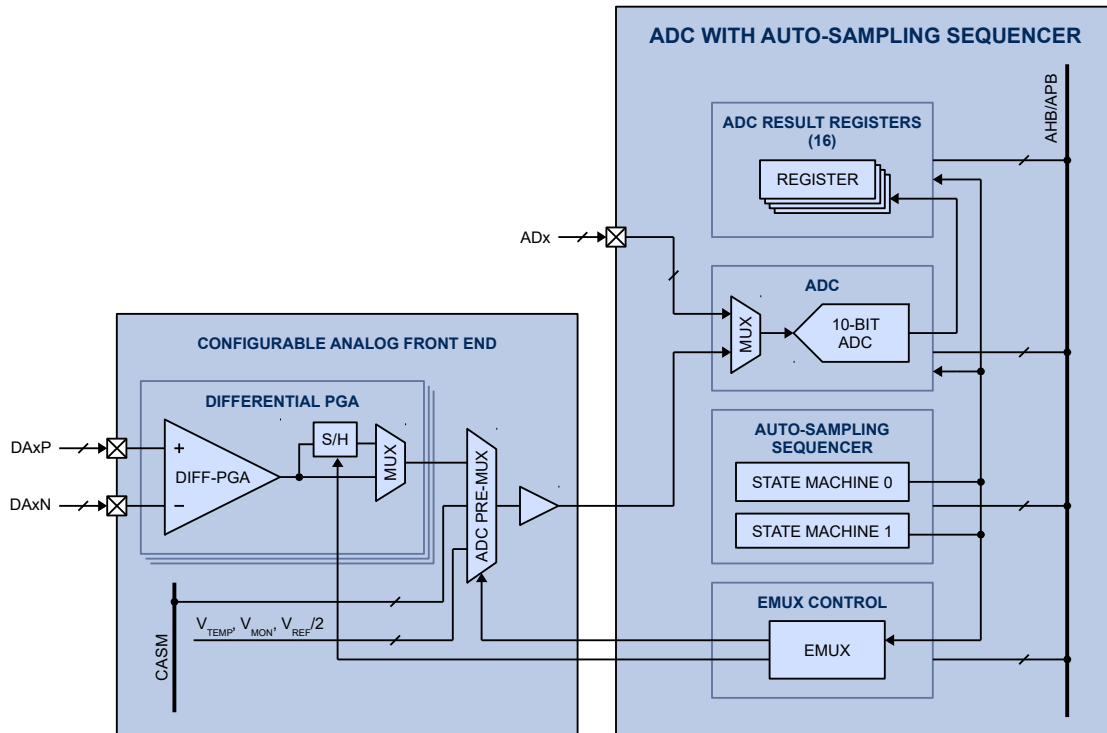 ADC WITH AUTO-SAMPLING SEQUENCER
AHB/APB
ADC RESULT REGISTERS
(16)
REGISTER
ADx
ADC
MUX
10-BIT
ADC
CONFIGURABLE ANALOG FRONT END
DIFFERENTIAL PGA
DAxP
DAxN
+
DIFF-PGA
−
S/H
MUX
ADC PRE-MUX
AUTO-SAMPLING
SEQUENCER
STATE MACHINE 0
STATE MACHINE 1
CASM
VTEMP, VMON, VREF/2
EMUX CONTROL
EMUX